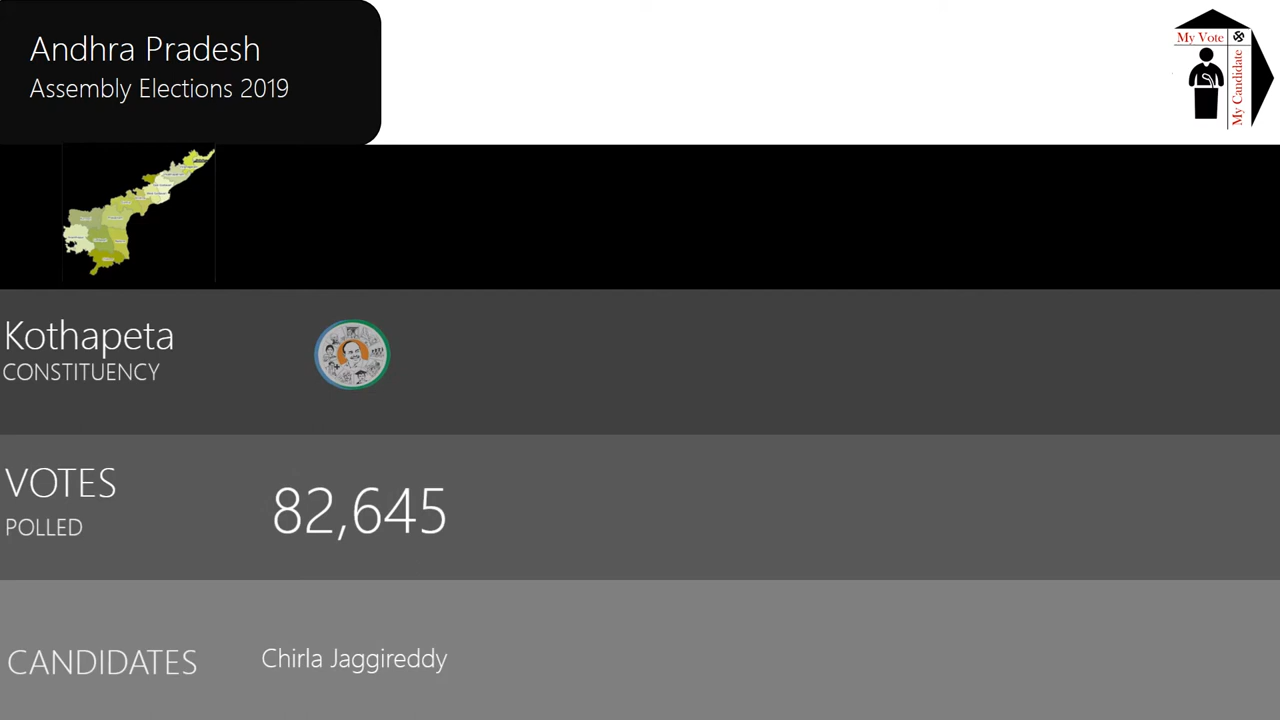 Andhra Pradesh
Assembly Elections 2019
My Vote
My Candidate
Kothapeta
CONSTITUENCY
VOTES
POLLED
82,645
CANDIDATES
Chirla Jaggireddy